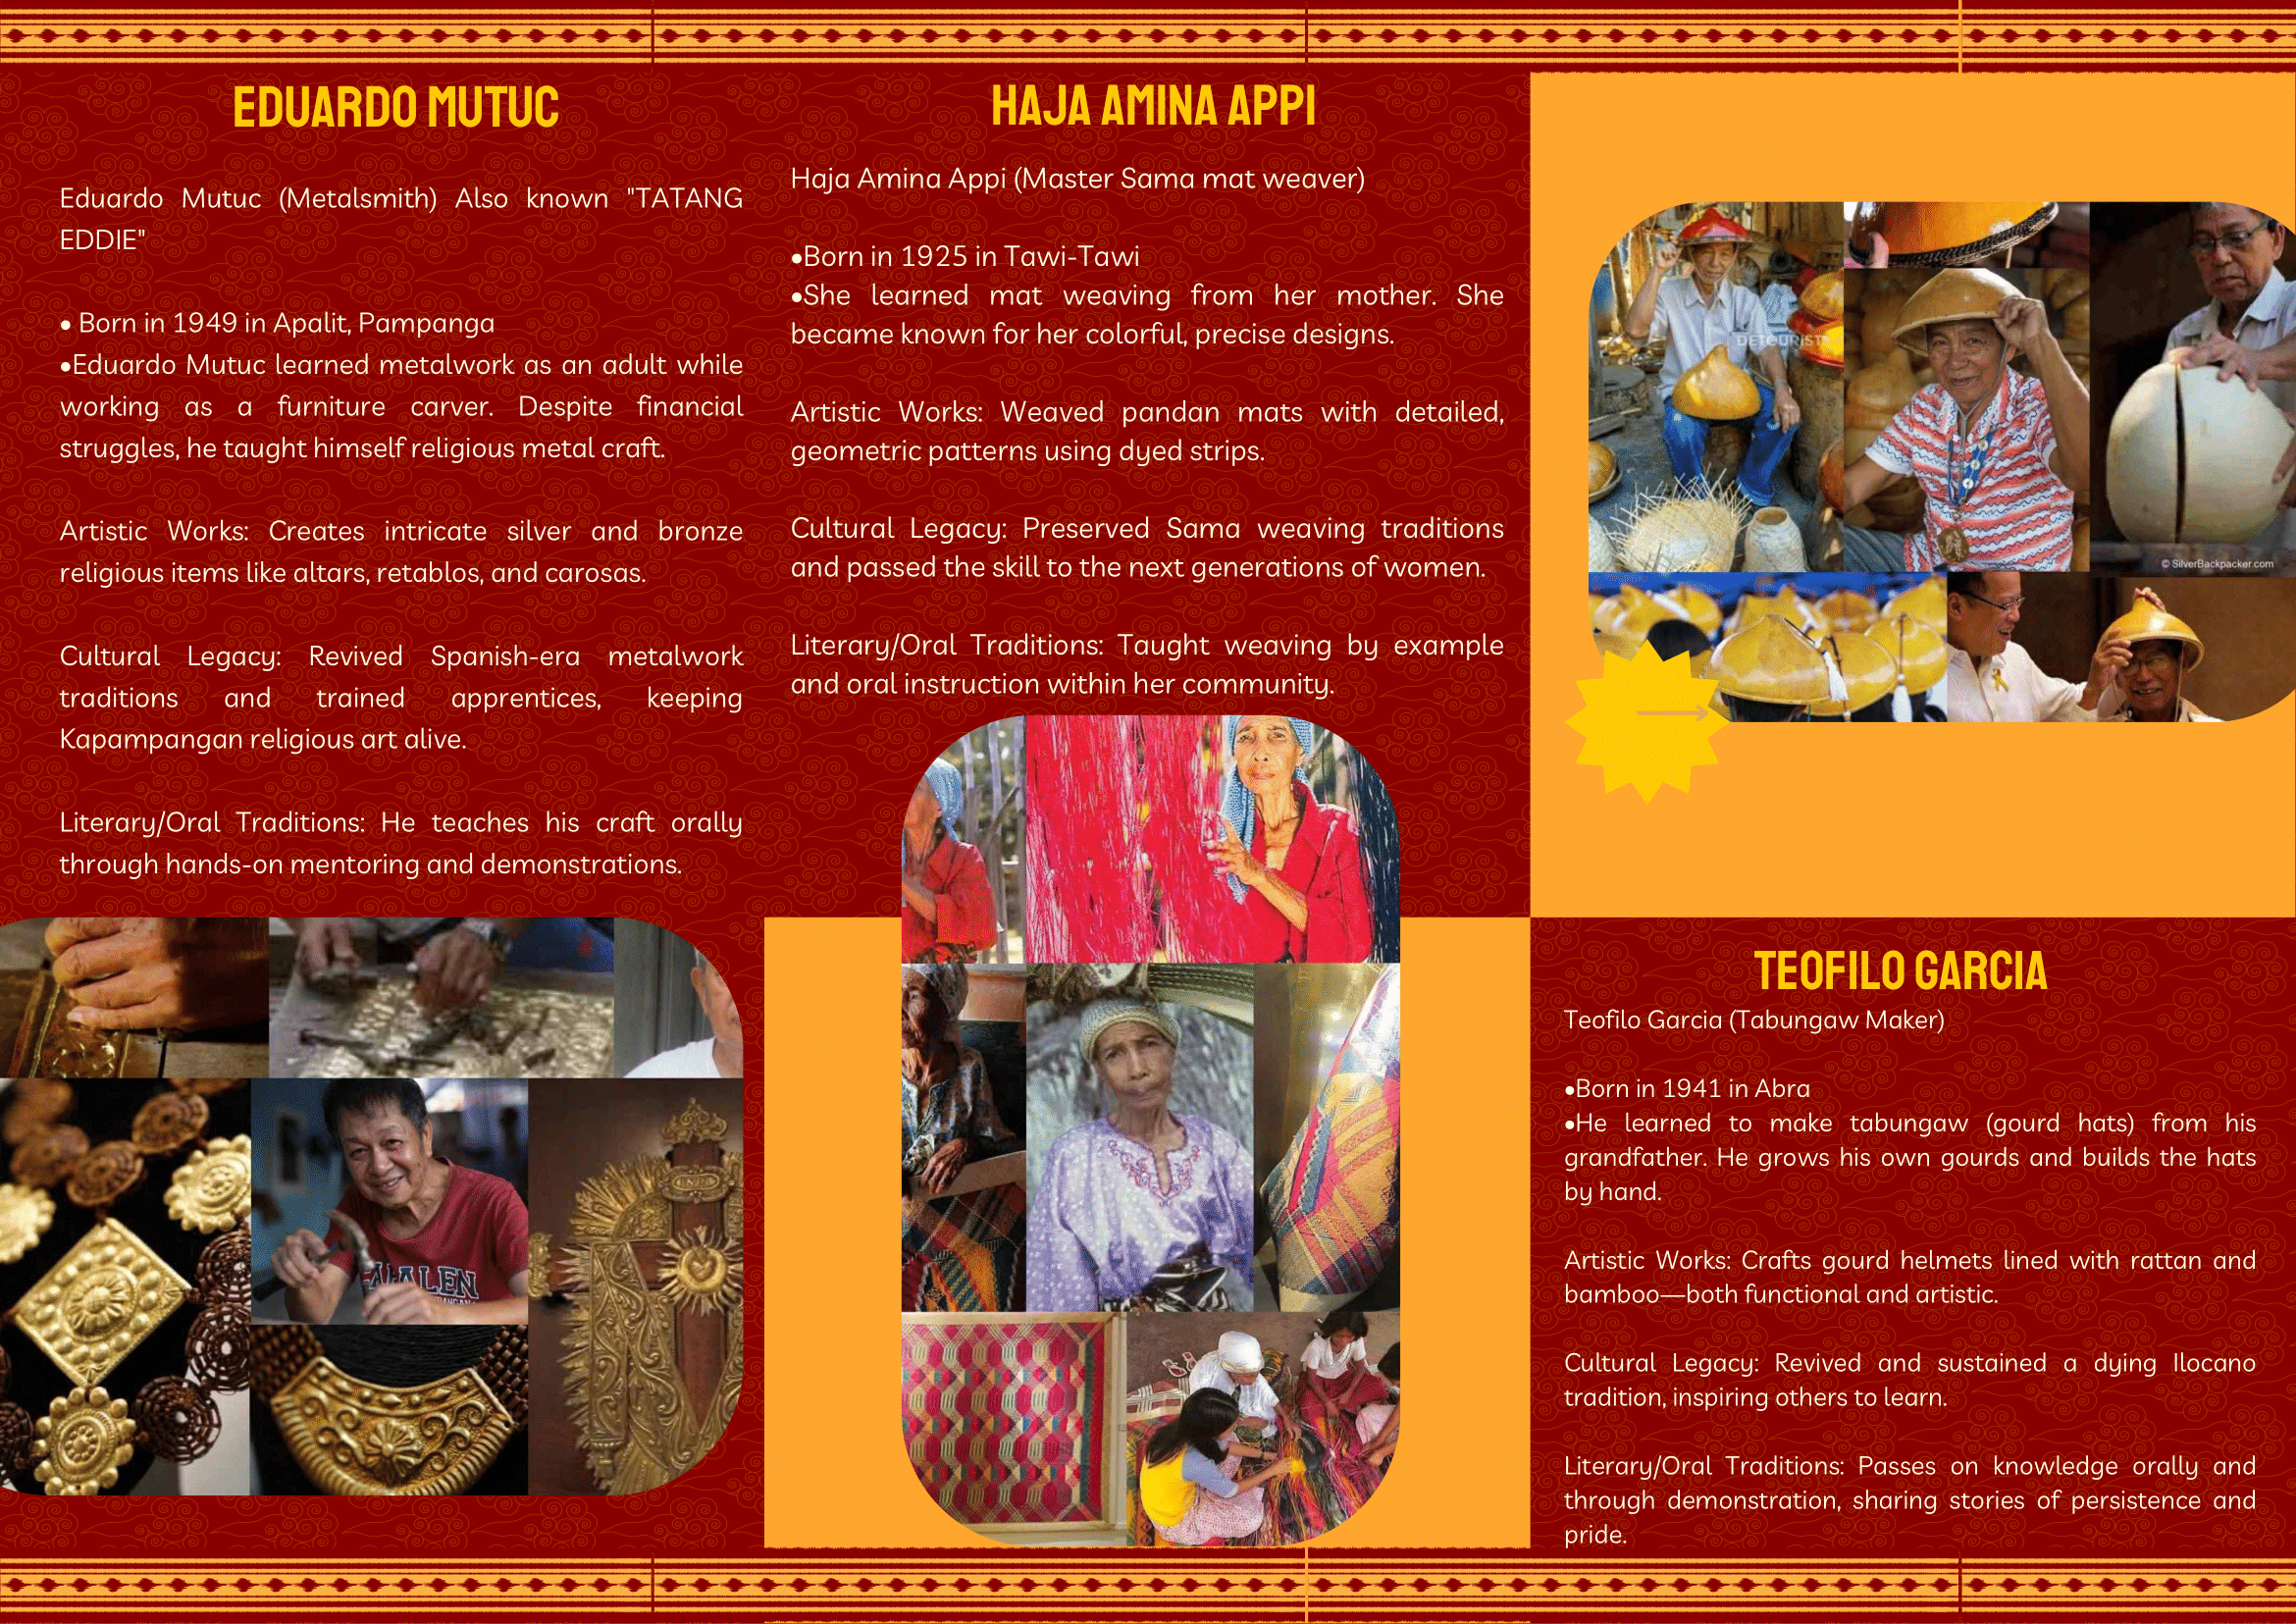 EDUARDO MUTUC
Eduardo Mutuc (Metalsmith) Also known "TATANG
EDDIE"
• Born in 1949 in Apalit, Pampanga
•Eduardo Mutuc learned metalwork as an adult while
working as a furniture carver. Despite financial
struggles, he taught himself religious metal craft.
Artistic Works: Creates intricate silver and bronze
religious items like altars, retablos, and carosas.
Cultural Legacy: Revived Spanish-era metalwork
traditions and trained apprentices, keeping
Kapampangan religious art alive.
Literary/Oral Traditions: He teaches his craft orally
through hands-on mentoring and demonstrations.
HAJA AMINA APPI
Haja Amina Appi (Master Sama mat weaver)
•Born in 1925 in Tawi-Tawi
•She learned mat weaving from her mother. She
became known for her colorful, precise designs.
Artistic Works: Weaved pandan mats with detailed,
geometric patterns using dyed strips.
Cultural Legacy: Preserved Sama weaving traditions
and passed the skill to the next generations of women.
Literary/Oral Traditions: Taught weaving by example
and oral instruction within her community.
DETOURIST
© SilverBackpacker.com
TEOFILO GARCIA
Teofilo Garcia (Tabungaw Maker)
•Born in 1941 in Abra
•He learned to make tabungaw (gourd hats) from his
grandfather. He grows his own gourds and builds the hats
by hand.
Artistic Works: Crafts gourd helmets lined with rattan and
bamboo—both functional and artistic.
Cultural Legacy: Revived and sustained a dying Ilocano
tradition, inspiring others to learn.
Literary/Oral Traditions: Passes on knowledge orally and
through demonstration, sharing stories of persistence and
pride.